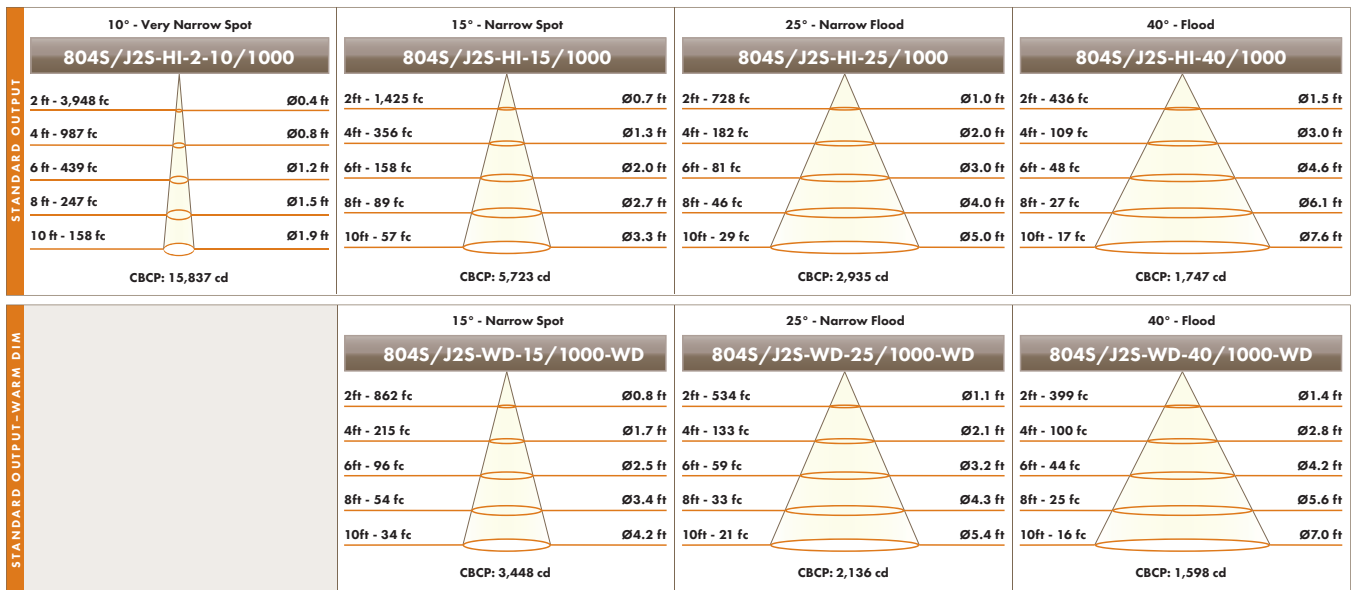 STANDARD OUTPUT
10° - Very Narrow Spot
804S/J2S-HI-2-10/1000
2 ft - 3,948 fc Ø0.4 ft
4 ft - 987 fc Ø0.8 ft
6 ft - 439 fc Ø1.2 ft
8 ft - 247 fc Ø1.5 ft
10 ft - 158 fc Ø1.9 ft
CBCP: 15,837 cd
15° - Narrow Spot
804S/J2S-HI-15/1000
2ft - 1,425 fc Ø0.7 ft
4ft - 356 fc Ø1.3 ft
6ft - 158 fc Ø2.0 ft
8ft - 89 fc Ø2.7 ft
10ft - 57 fc Ø3.3 ft
CBCP: 5,723 cd
25° - Narrow Flood
804S/J2S-HI-25/1000
2ft - 728 fc Ø1.0 ft
4ft - 182 fc Ø2.0 ft
6ft - 81 fc Ø3.0 ft
8ft - 46 fc Ø4.0 ft
10ft - 29 fc Ø5.0 ft
CBCP: 2,935 cd
40° - Flood
804S/J2S-HI-40/1000
2ft - 436 fc Ø1.5 ft
4ft - 109 fc Ø3.0 ft
6ft - 48 fc Ø4.6 ft
8ft - 27 fc Ø6.1 ft
10ft - 17 fc Ø7.6 ft
CBCP: 1,747 cd
STANDARD OUTPUT–WARM DIM
15° - Narrow Spot
804S/J2S-WD-15/1000-WD
2ft - 862 fc Ø0.8 ft
4ft - 215 fc Ø1.7 ft
6ft - 96 fc Ø2.5 ft
8ft - 54 fc Ø3.4 ft
10ft - 34 fc Ø4.2 ft
CBCP: 3,448 cd
25° - Narrow Flood
804S/J2S-WD-25/1000-WD
2ft - 534 fc Ø1.1 ft
4ft - 133 fc Ø2.1 ft
6ft - 59 fc Ø3.2 ft
8ft - 33 fc Ø4.3 ft
10ft - 21 fc Ø5.4 ft
CBCP: 2,136 cd
40° - Flood
804S/J2S-WD-40/1000-WD
2ft - 399 fc Ø1.4 ft
4ft - 100 fc Ø2.8 ft
6ft - 44 fc Ø4.2 ft
8ft - 25 fc Ø5.6 ft
10ft - 16 fc Ø7.0 ft
CBCP: 1,598 cd